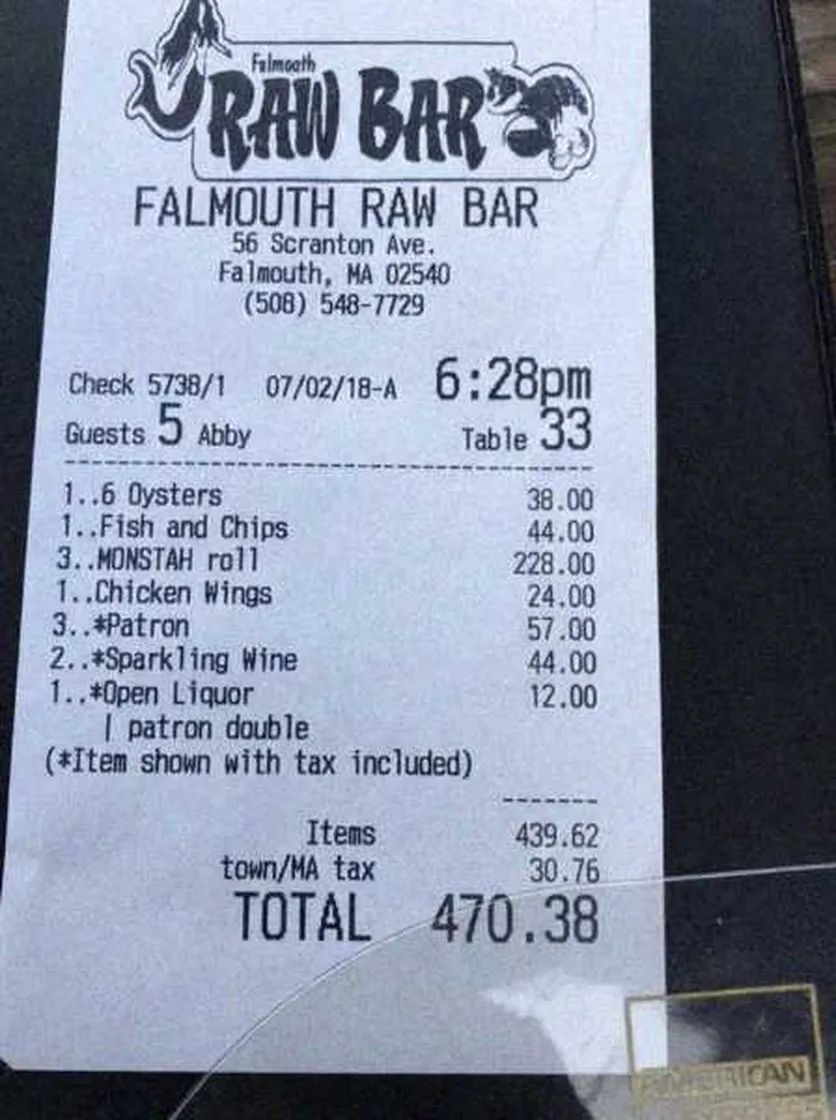 Falmouth
RAW BAR
FALMOUTH RAW BAR
56 Scranton Ave.
Falmouth, MA 02540
(508) 548-7729
Check 5738/1 07/02/18-A 6:28pm
Guests 5 Abby Table 33
1..6 Oysters 38.00
1..Fish and Chips 44.00
3..MONSTAH roll 228.00
1..Chicken Wings 24.00
3..*Patron 57.00
2..*Sparkling Wine 44.00
1..*Open Liquor 12.00
| patron double
(*Item shown with tax included)
Items 439.62
town/MA tax 30.76
TOTAL 470.38
AMERICAN